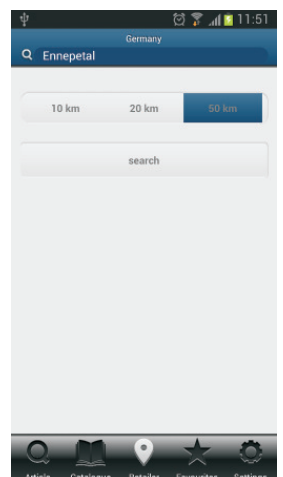 11:51
Germany
Ennepetal
10 km 20 km 50 km
search
Article Catalogue Retailer Favourites Settings